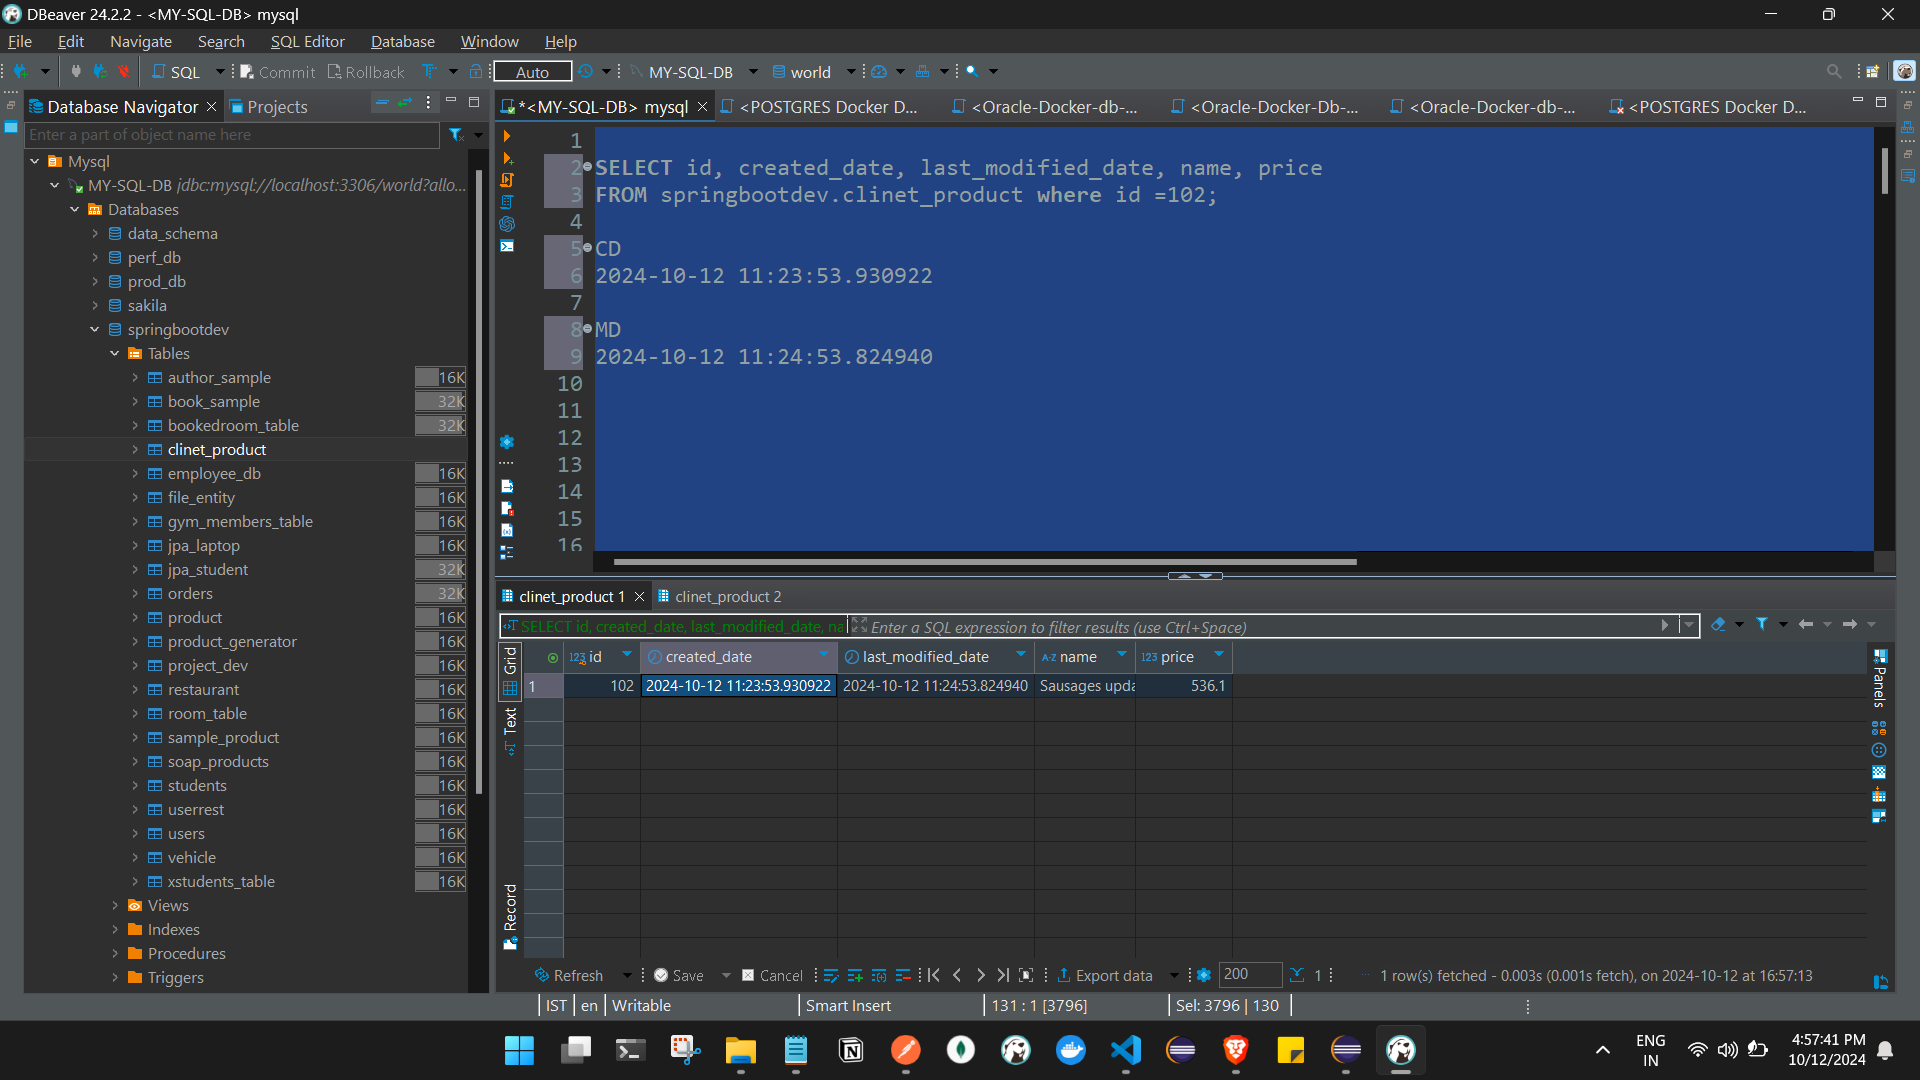 DBeaver 24.2.2 - <MY-SQL-DB> mysql
File Edit Navigate Search SQL Editor Database Window Help
SQL Commit Rollback Auto MY-SQL-DB world
Database Navigator Projects
Enter a part of object name here
Mysql
MY-SQL-DB jdbc:mysql://localhost:3306/world?allo...
Databases
data_schema
perf_db
prod_db
sakila
springbootdev
Tables
author_sample 16K
book_sample 32K
bookedroom_table 32K
clinet_product
employee_db 16K
file_entity 16K
gym_members_table 16K
jpa_laptop 16K
jpa_student 32K
orders 32K
product 16K
product_generator 16K
project_dev 16K
restaurant 16K
room_table 16K
sample_product 16K
soap_products 16K
students 16K
userrest 16K
users 16K
vehicle 16K
xstudents_table 16K
Views
Indexes
Procedures
Triggers
*<MY-SQL-DB> mysql <POSTGRES Docker D... <Oracle-Docker-db-... <Oracle-Docker-Db-... <Oracle-Docker-db-... <POSTGRES Docker D...
1
2 SELECT id, created_date, last_modified_date, name, price
3 FROM springbootdev.clinet_product where id =102;
4
5 CD
6 2024-10-12 11:23:53.930922
7
8 MD
9 2024-10-12 11:24:53.824940
10
11
12
13
14
15
16
clinet_product 1 clinet_product 2
SELECT id, created_date, last_modified_date, na Enter a SQL expression to filter results (use Ctrl+Space)
Grid
Text
Record
123 id created_date last_modified_date A-Z name 123 price
1 102 2024-10-12 11:23:53.930922 2024-10-12 11:24:53.824940 Sausages upda 536.1
Panels
Refresh Save Cancel Export data 200 1 1 row(s) fetched - 0.003s (0.001s fetch), on 2024-10-12 at 16:57:13
IST en Writable Smart Insert 131 : 1 [3796] Sel: 3796 | 130
ENG
IN
4:57:41 PM
10/12/2024